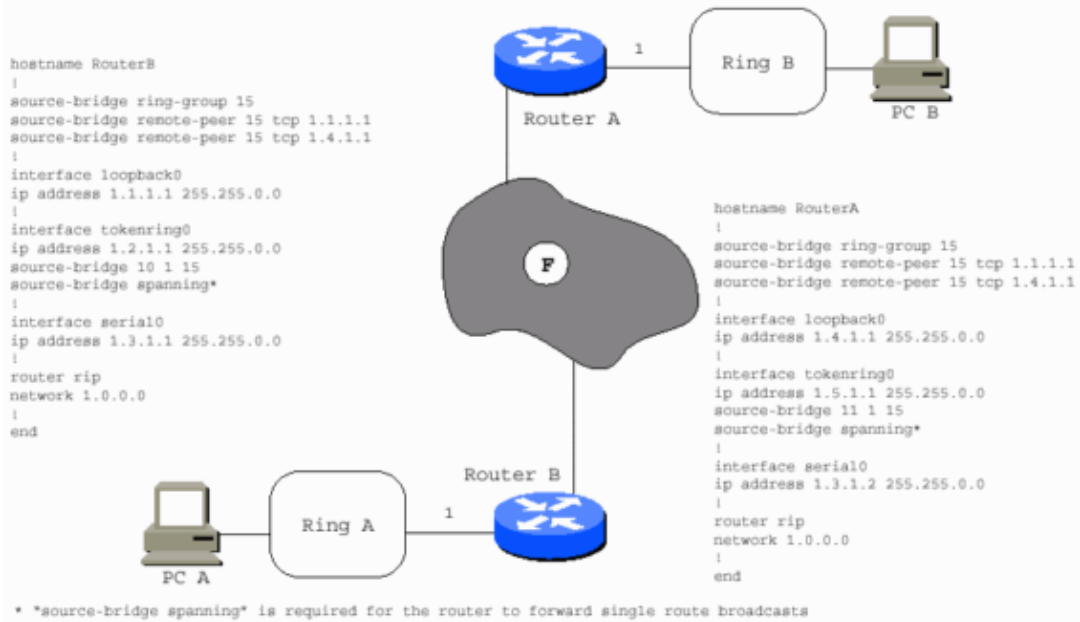 hostname RouterB
!
source-bridge ring-group 15
source-bridge remote-peer 15 tcp 1.1.1.1
source-bridge remote-peer 15 tcp 1.4.1.1
!
interface loopback0
ip address 1.1.1.1 255.255.0.0
!
interface tokenring0
ip address 1.2.1.1 255.255.0.0
source-bridge 10 1 15
source-bridge spanning*
!
interface serial0
ip address 1.3.1.1 255.255.0.0
!
router rip
network 1.0.0.0
!
end
Router A
1
Ring B
PC B
F
hostname RouterA
!
source-bridge ring-group 15
source-bridge remote-peer 15 tcp 1.1.1.1
source-bridge remote-peer 15 tcp 1.4.1.1
!
interface loopback0
ip address 1.4.1.1 255.255.0.0
!
interface tokenring0
ip address 1.5.1.1 255.255.0.0
source-bridge 11 1 15
source-bridge spanning*
!
interface serial0
ip address 1.3.1.2 255.255.0.0
!
router rip
network 1.0.0.0
!
end
Router B
1
Ring A
PC A
* "source-bridge spanning" is required for the router to forward single route broadcasts